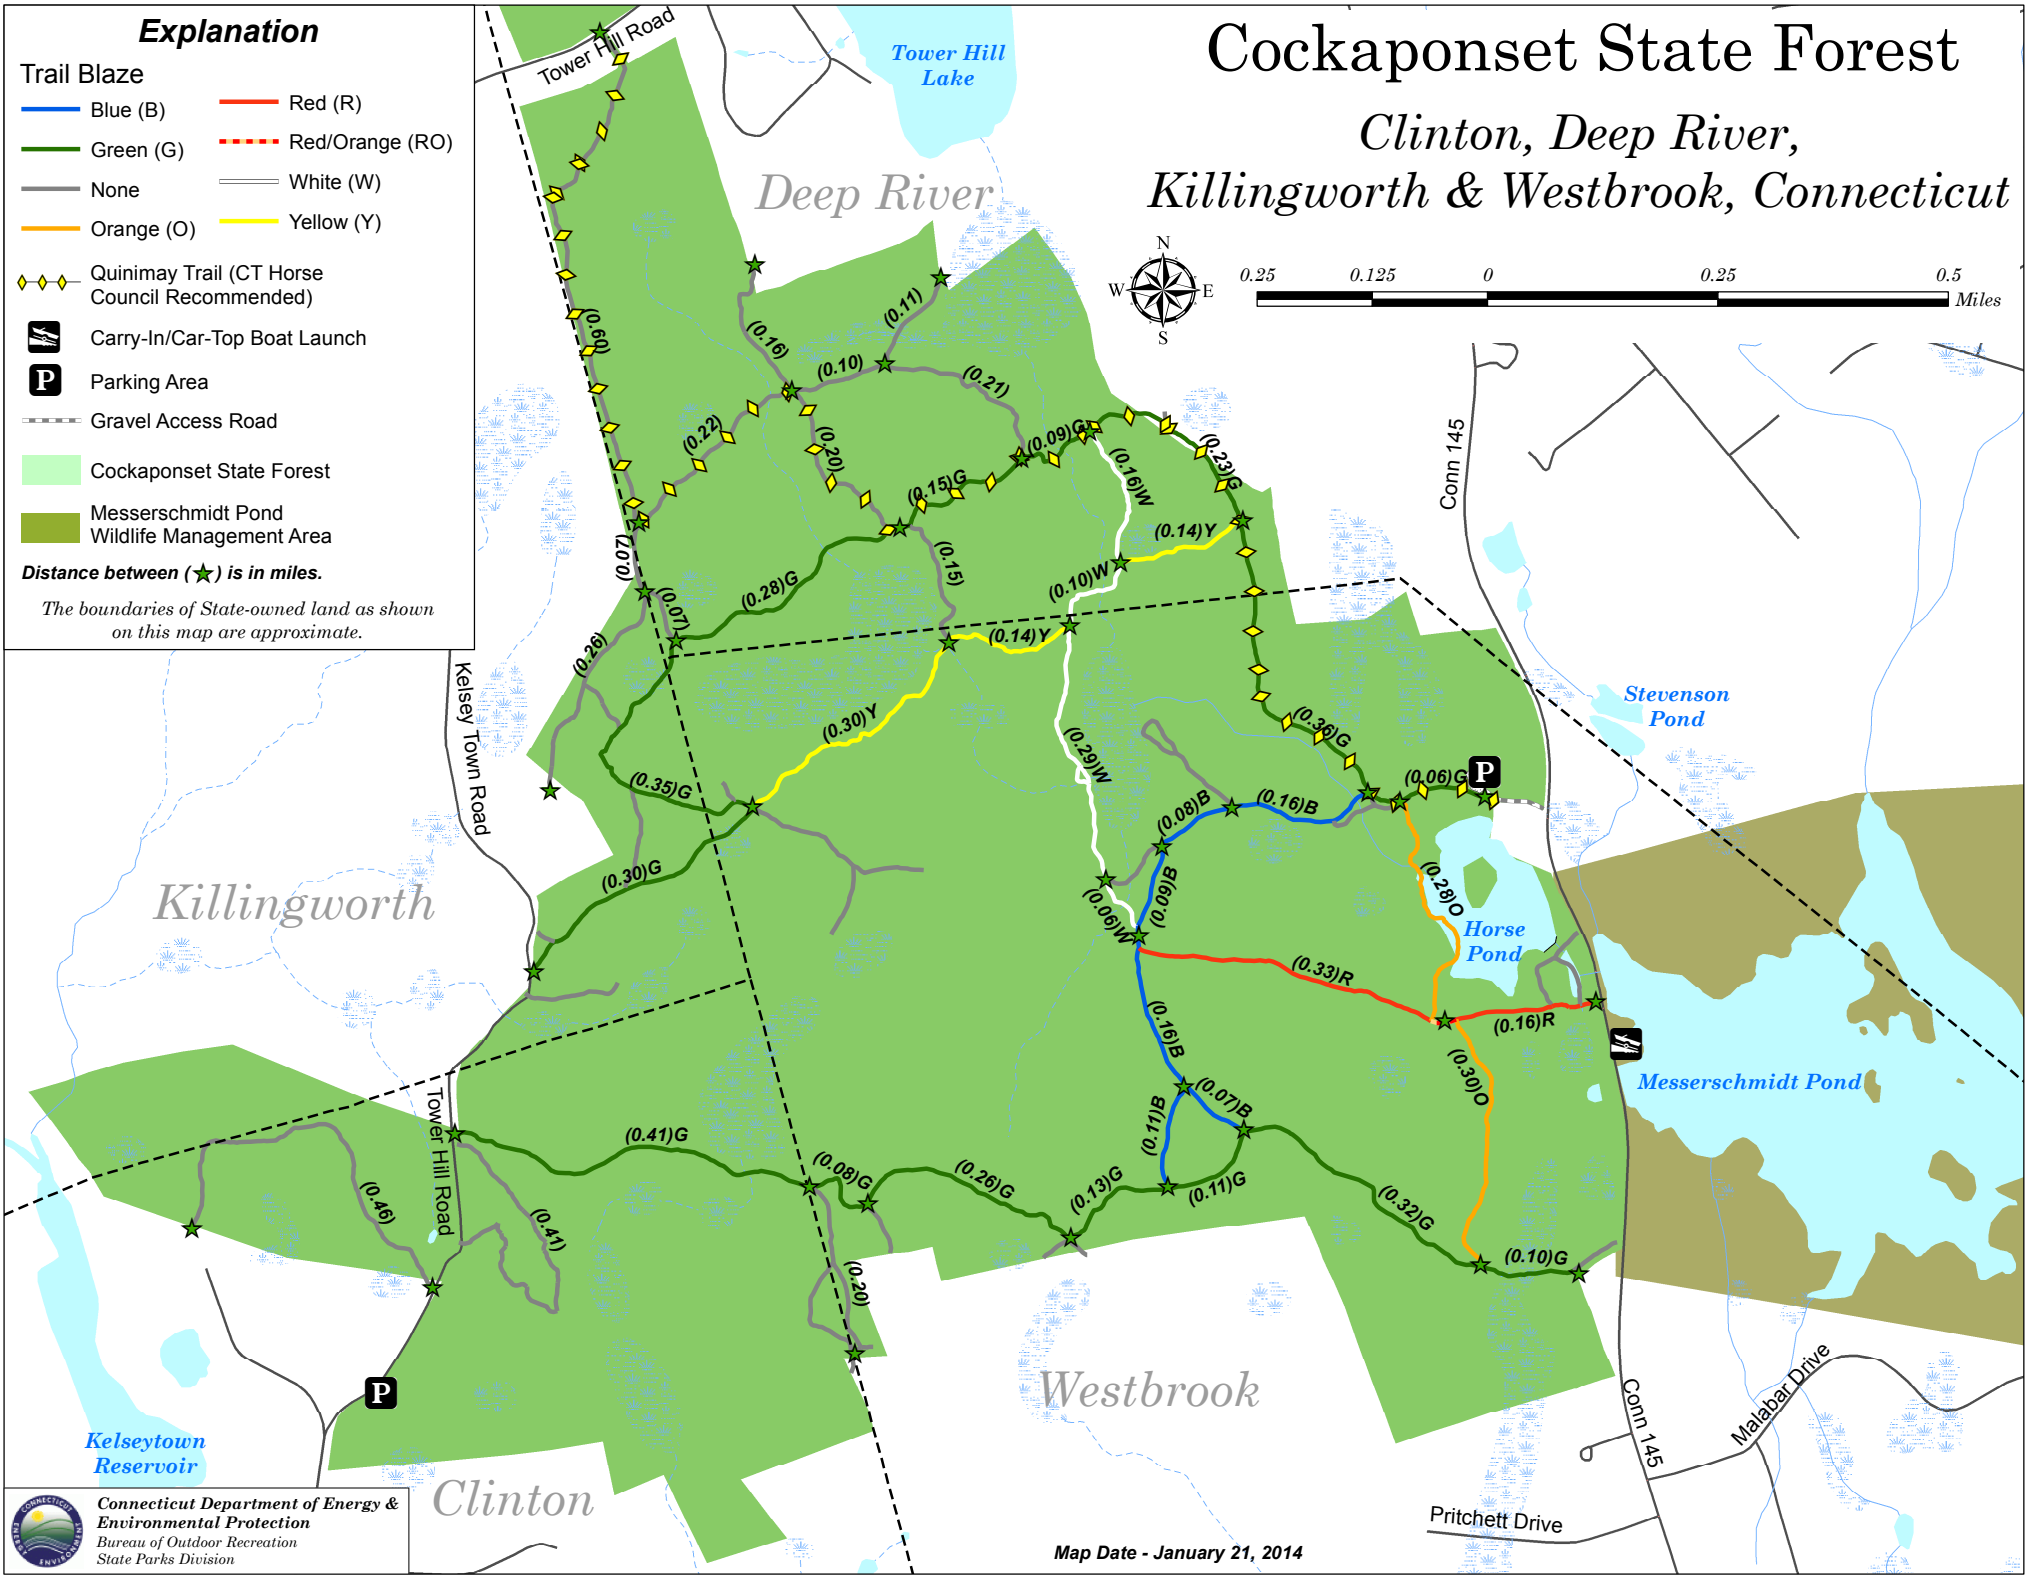 Explanation
Trail Blaze
Blue (B)
Green (G)
None
Orange (O)
Red (R)
Red/Orange (RO)
White (W)
Yellow (Y)
Quinimay Trail (CT Horse
Council Recommended)
Carry-In/Car-Top Boat Launch
P
Parking Area
Gravel Access Road
Cockaponset State Forest
Messerschmidt Pond
Wildlife Management Area
Distance between ( ) is in miles.
The boundaries of State-owned land as shown
on this map are approximate.
Cockaponset State Forest
Clinton, Deep River,
Killingworth & Westbrook, Connecticut
N
W E
S
0.25 0.125 0 0.25 0.5
Miles
Tower Hill Road
Tower Hill
Lake
Deep River
(0.60)
(0.16)
(0.11)
(0.10)
(0.21)
(0.22)
(0.20)
(0.09)G
(0.15)G
(0.16)W
(0.23)G
(0.14)Y
(0.07)
(0.07)
(0.28)G
(0.15)
(0.10)W
(0.14)Y
(0.26)
(0.30)Y
(0.29)W
(0.36)G
(0.35)G
(0.06)G
P
(0.08)B
(0.16)B
(0.30)G
(0.09)B
(0.06)W
(0.28)O
(0.33)R
(0.16)R
(0.16)B
(0.30)O
(0.07)B
(0.11)B
(0.41)G
(0.08)G
(0.26)G
(0.13)G
(0.11)G
(0.32)G
(0.10)G
(0.46)
(0.41)
(0.20)
Conn 145
Stevenson
Pond
Kelsey Town Road
Killingworth
Horse
Pond
Messerschmidt Pond
Tower Hill Road
P
Westbrook
Clinton
Kelseytown
Reservoir
Conn 145
Malabar Drive
Pritchett Drive
CONNECTICUT
ENERGY
ENVIRONMENT
Connecticut Department of Energy &
Environmental Protection
Bureau of Outdoor Recreation
State Parks Division
Map Date - January 21, 2014